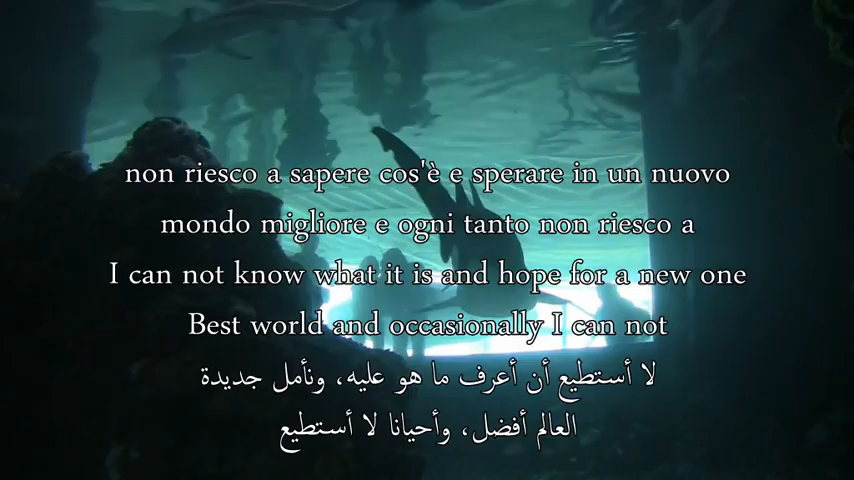 non riesco a sapere cos'è e sperare in un nuovo
mondo migliore e ogni tanto non riesco a
I can not know what it is and hope for a new one
Best world and occasionally I can not
لا أستطيع أن أعرف ما هو عليه، ونأمل جديدة
العالم أفضل، وأحيانا لا أستطيع